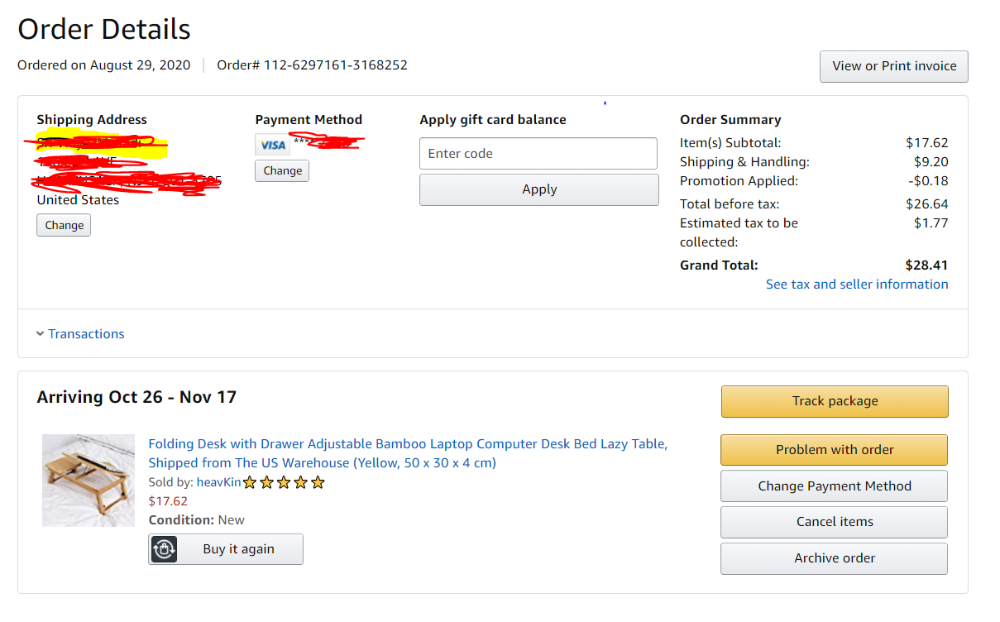 Order Details
Ordered on August 29, 2020 | Order# 112-6297161-3168252
View or Print invoice
Shipping Address
United States
Change
Payment Method
VISA ***
Change
Apply gift card balance
Enter code
Apply
Order Summary
Item(s) Subtotal: $17.62
Shipping & Handling: $9.20
Promotion Applied: -$0.18
Total before tax: $26.64
Estimated tax to be $1.77
collected:
Grand Total: $28.41
See tax and seller information
Transactions
Arriving Oct 26 - Nov 17
Folding Desk with Drawer Adjustable Bamboo Laptop Computer Desk Bed Lazy Table,
Shipped from The US Warehouse (Yellow, 50 x 30 x 4 cm)
Sold by: heavKin
$17.62
Condition: New
Buy it again
Track package
Problem with order
Change Payment Method
Cancel items
Archive order